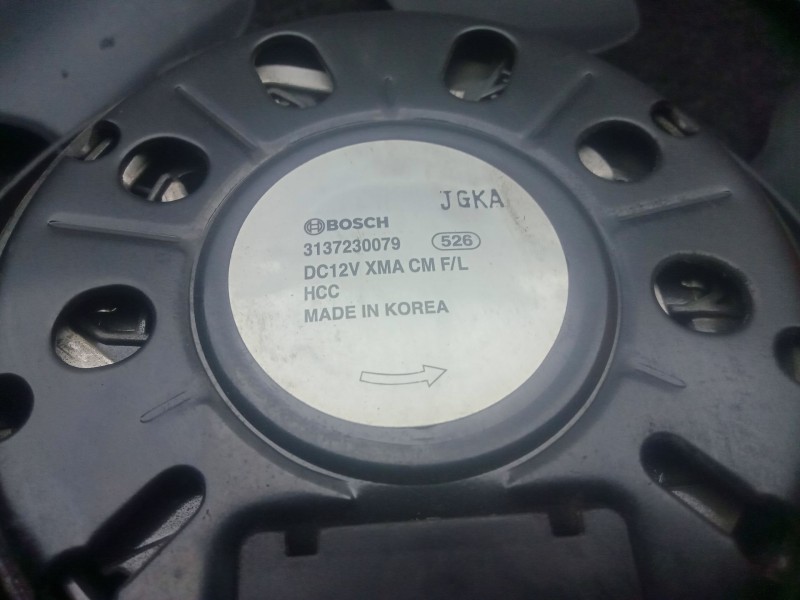 JGKA
BOSCH
3137230079 526
DC12V XMA CM F/L
HCC
MADE IN KOREA